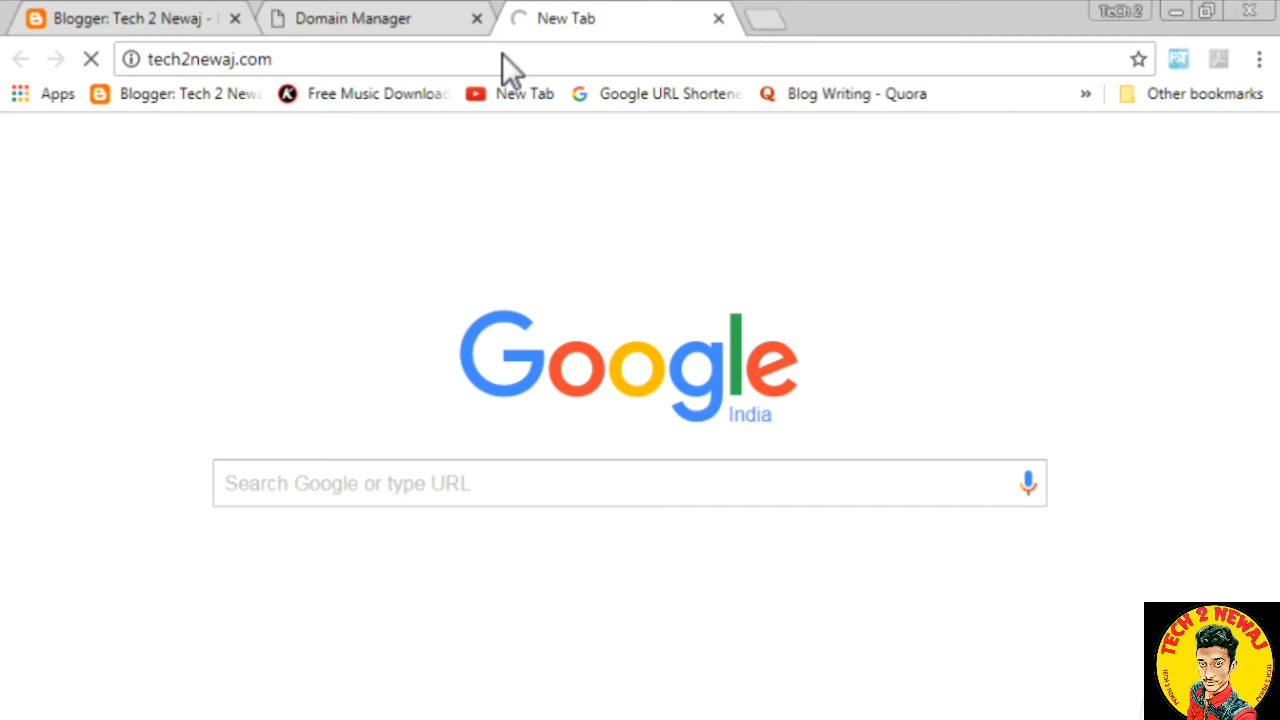 Blogger: Tech 2 Newaj -
Domain Manager
New Tab
Tech 2
tech2newaj.com
Apps
Blogger: Tech 2 Newa
Free Music Download
New Tab
Google URL Shortene
Blog Writing - Quora
»
Other bookmarks
Google
India
Search Google or type URL
TECH 2 NEWAJ